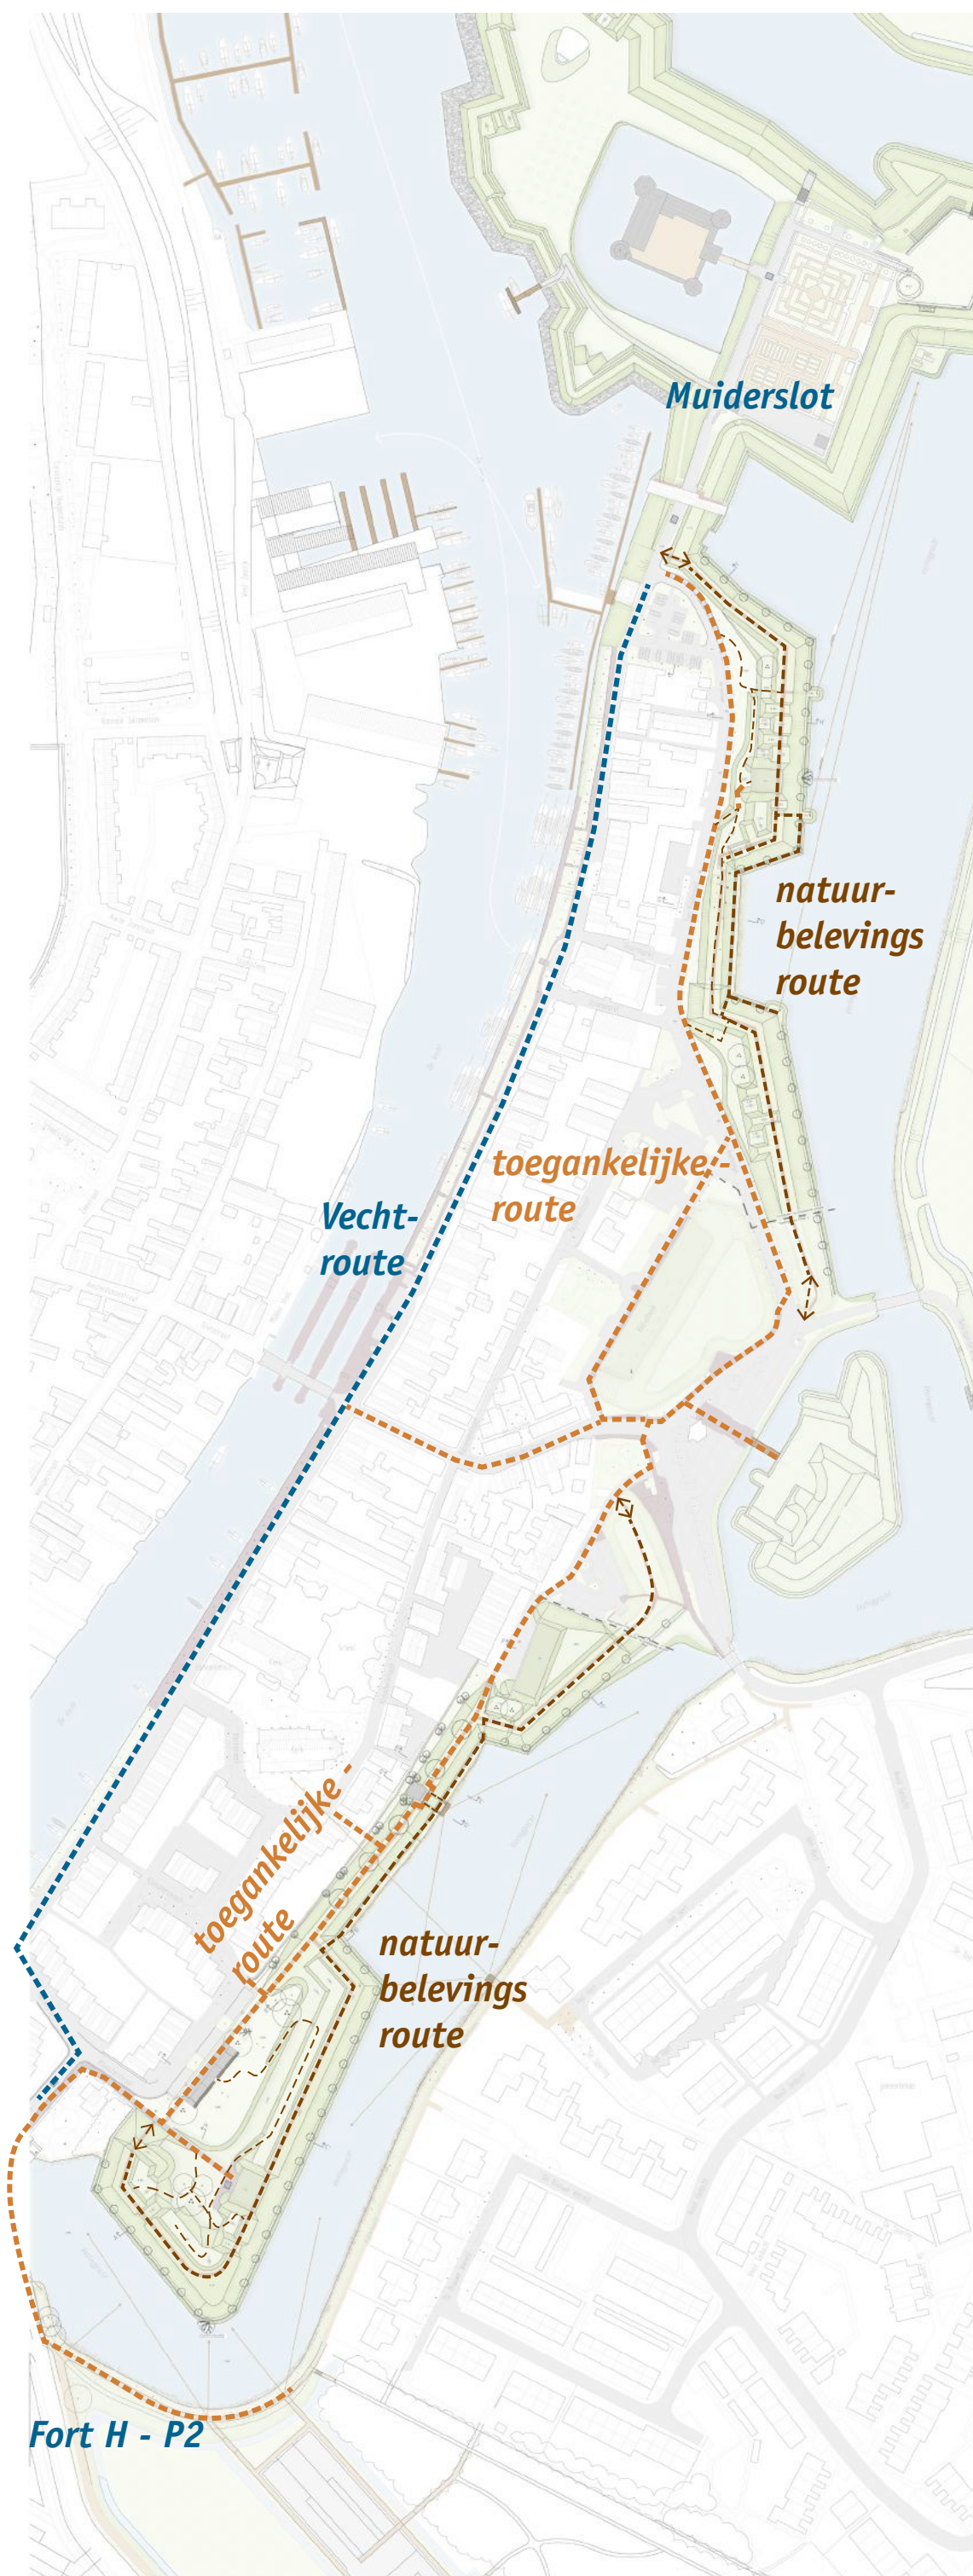 Muiderslot
natuur-
belevings
route
toegankelijke -
route
Vecht-
route
toegankelijke -
route
natuur-
belevings
route
Fort H - P2